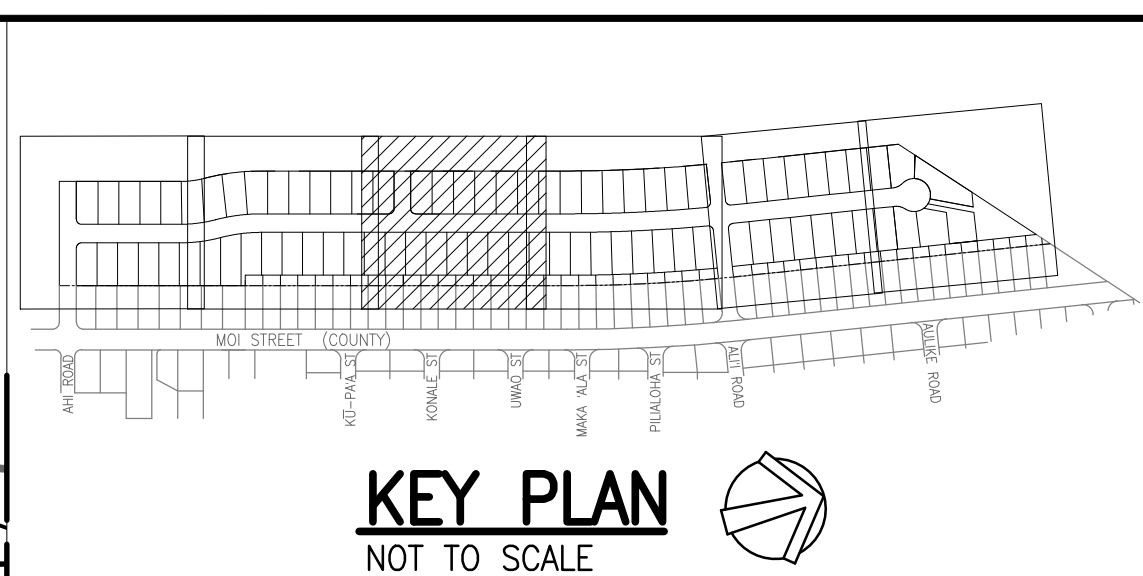 MOI STREET (COUNTY)
AHI ROAD
KŪ-PA'A ST
KONALE ST
UWAO ST
MAKA 'ALA ST
PILIALOHA ST
ALI'I ROAD
AULIKE ROAD
KEY PLAN
NOT TO SCALE